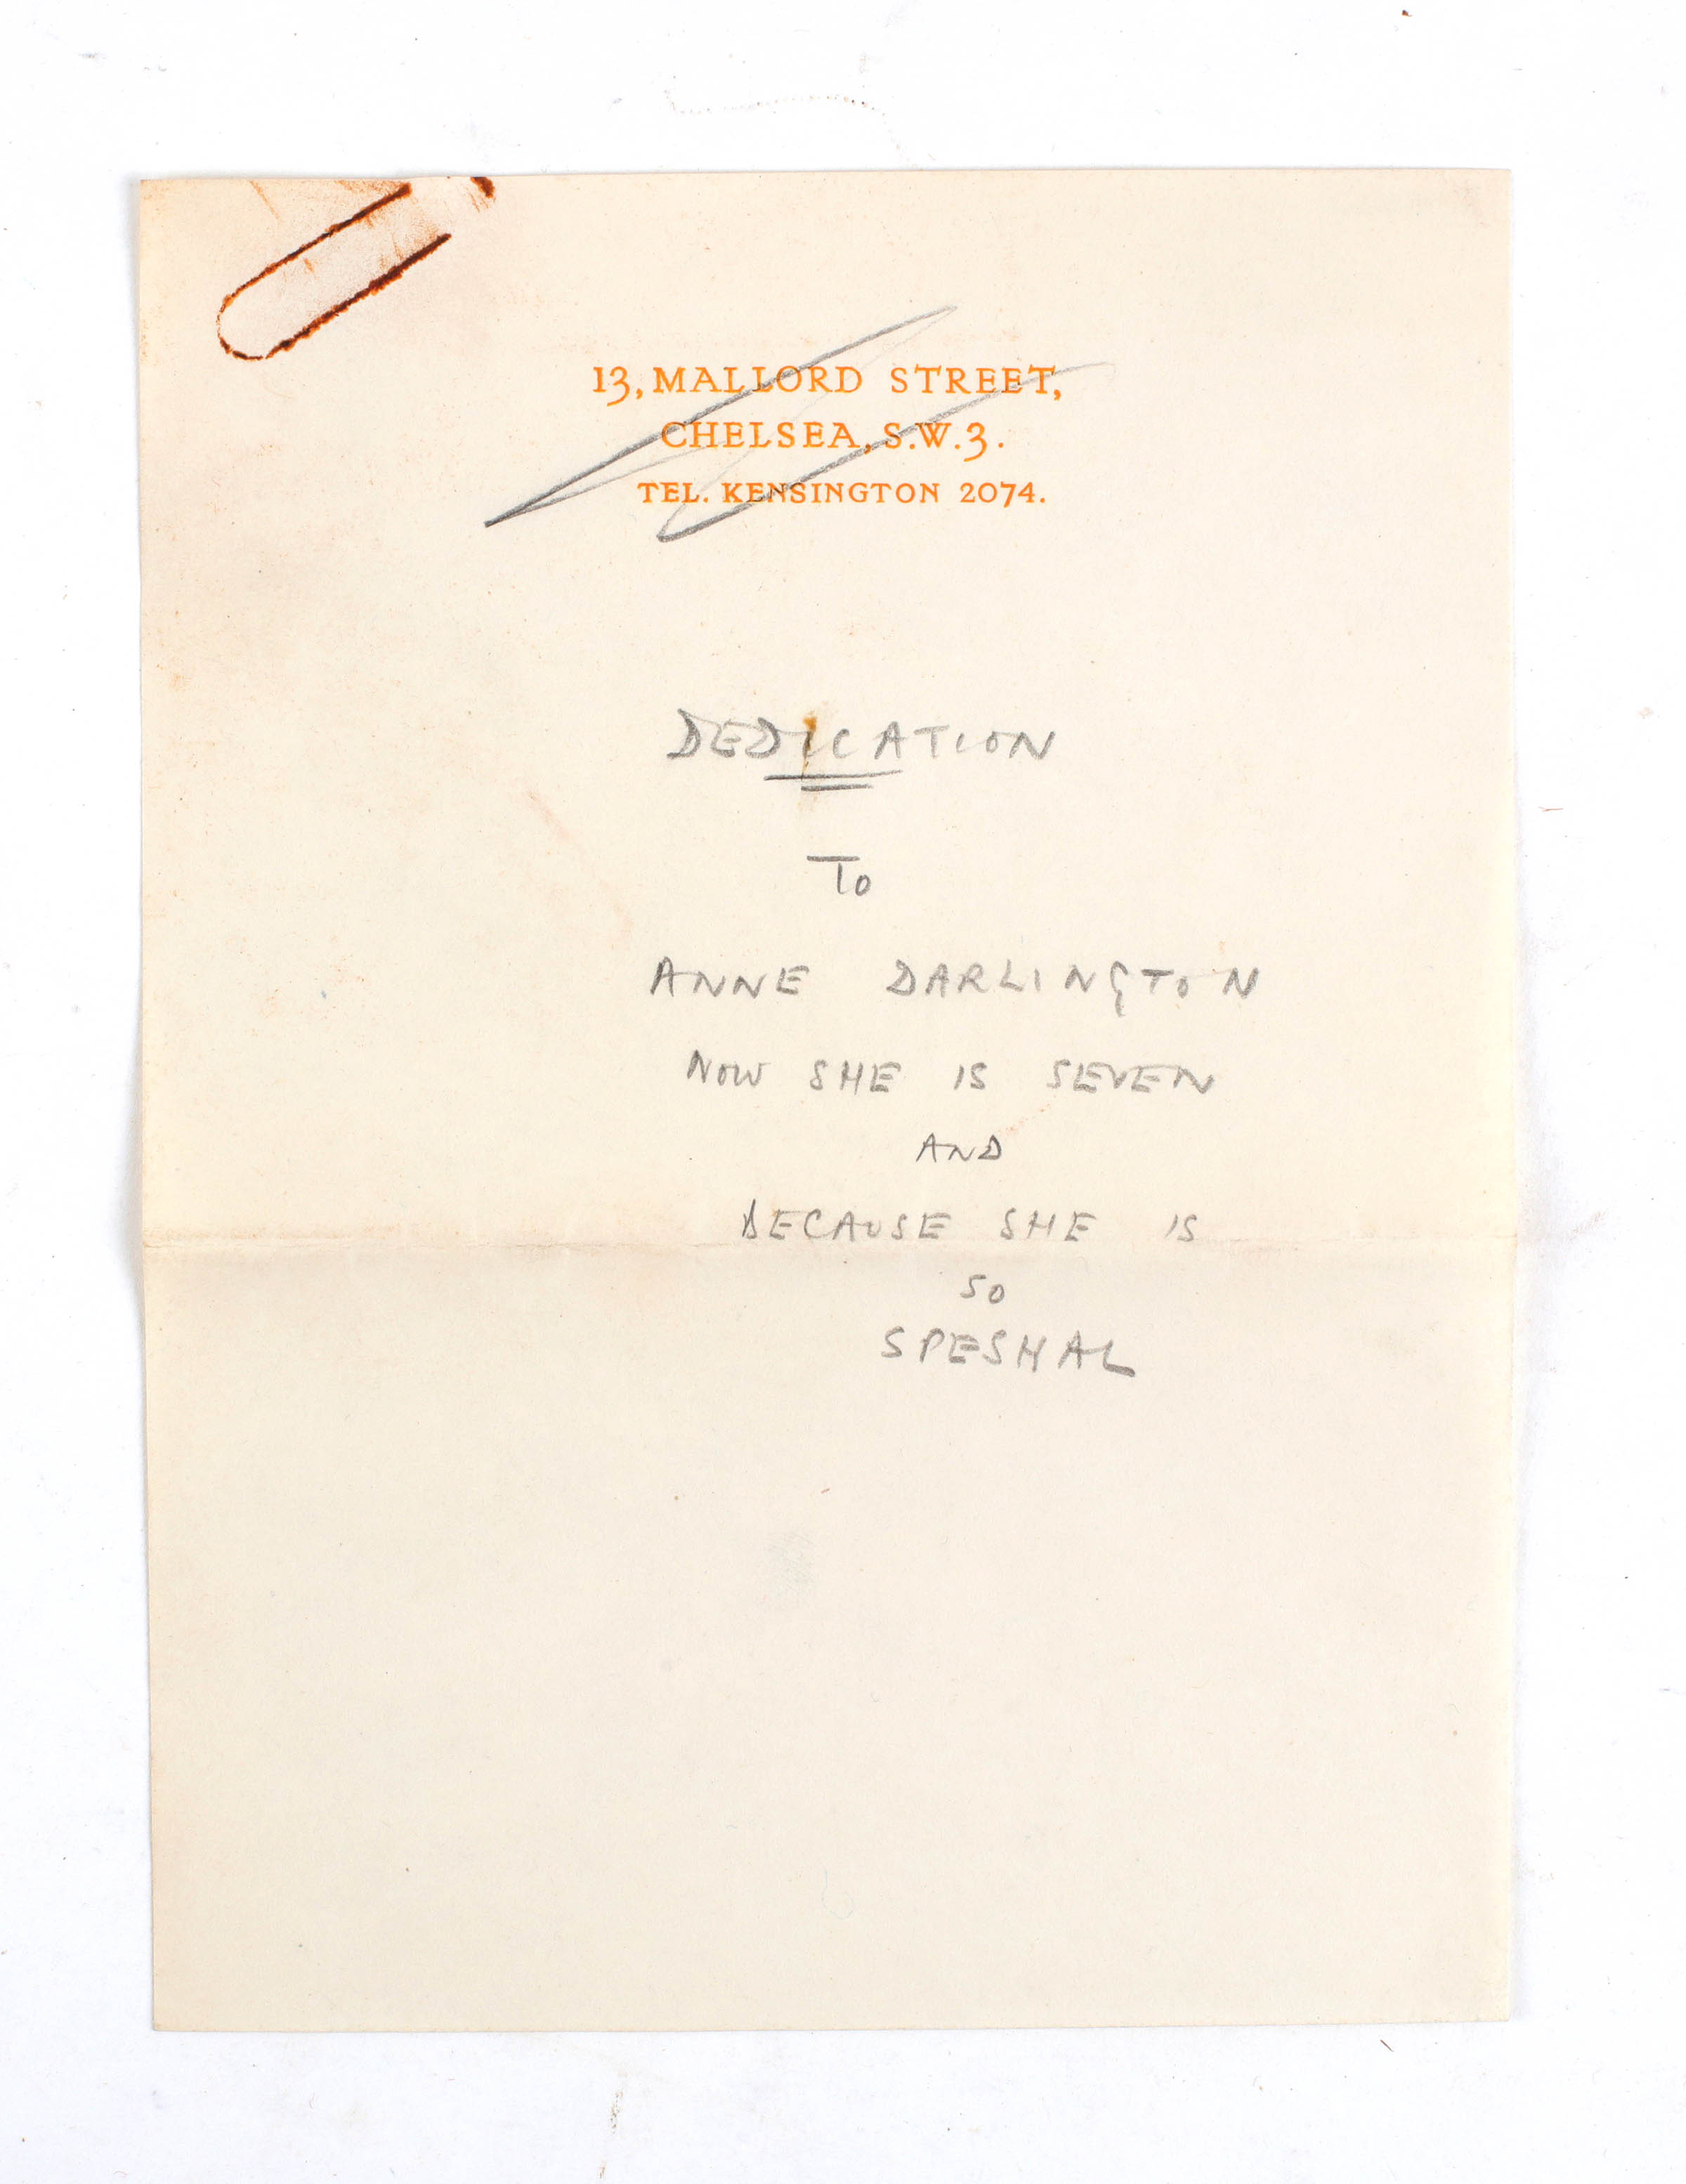 13, MALLORD STREET,
CHELSEA, S.W.3.
TEL. KENSINGTON 2074.
DEDICATION
To
ANNE DARLINGTON
NOW SHE IS SEVEN
AND
BECAUSE SHE IS
SO
SPESHAL